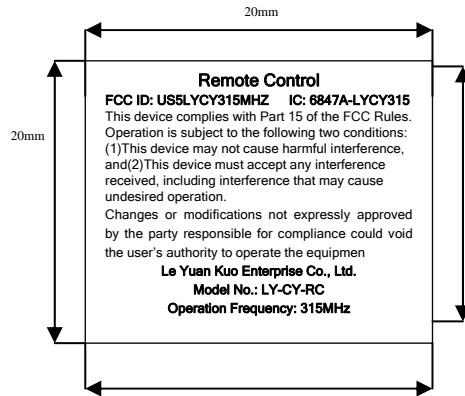 20mm
20mm
Remote Control
FCC ID: US5LYCY315MHZ IC: 6847A-LYCY315
This device complies with Part 15 of the FCC Rules.
Operation is subject to the following two conditions:
(1)This device may not cause harmful interference,
and(2)This device must accept any interference
received, including interference that may cause
undesired operation.
Changes or modifications not expressly approved
by the party responsible for compliance could void
the user's authority to operate the equipmen
Le Yuan Kuo Enterprise Co., Ltd.
Model No.: LY-CY-RC
Operation Frequency: 315MHz